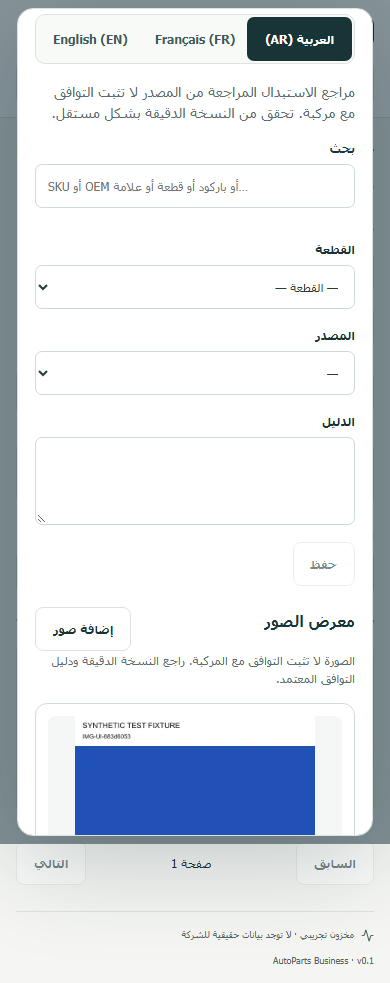 العربية (AR)
Français (FR)
English (EN)
مراجع الاستبدال المراجعة من المصدر لا تثبت التوافق
مع مركبة. تحقق من النسخة الدقيقة بشكل مستقل.
بحث
SKU أو OEM أو باركود أو قطعة أو علامة...
القطعة
— القطعة —
المصدر
—
الدليل
حفظ
معرض الصور
إضافة صور
الصورة لا تثبت التوافق مع المركبة. راجع النسخة الدقيقة ودليل
التوافق المعتمد.
SYNTHETIC TEST FIXTURE
IMG-UI-683d6053
السابق
صفحة 1
التالي
مخزون تجريبي · لا توجد بيانات حقيقية للشركة
AutoParts Business · v0.1